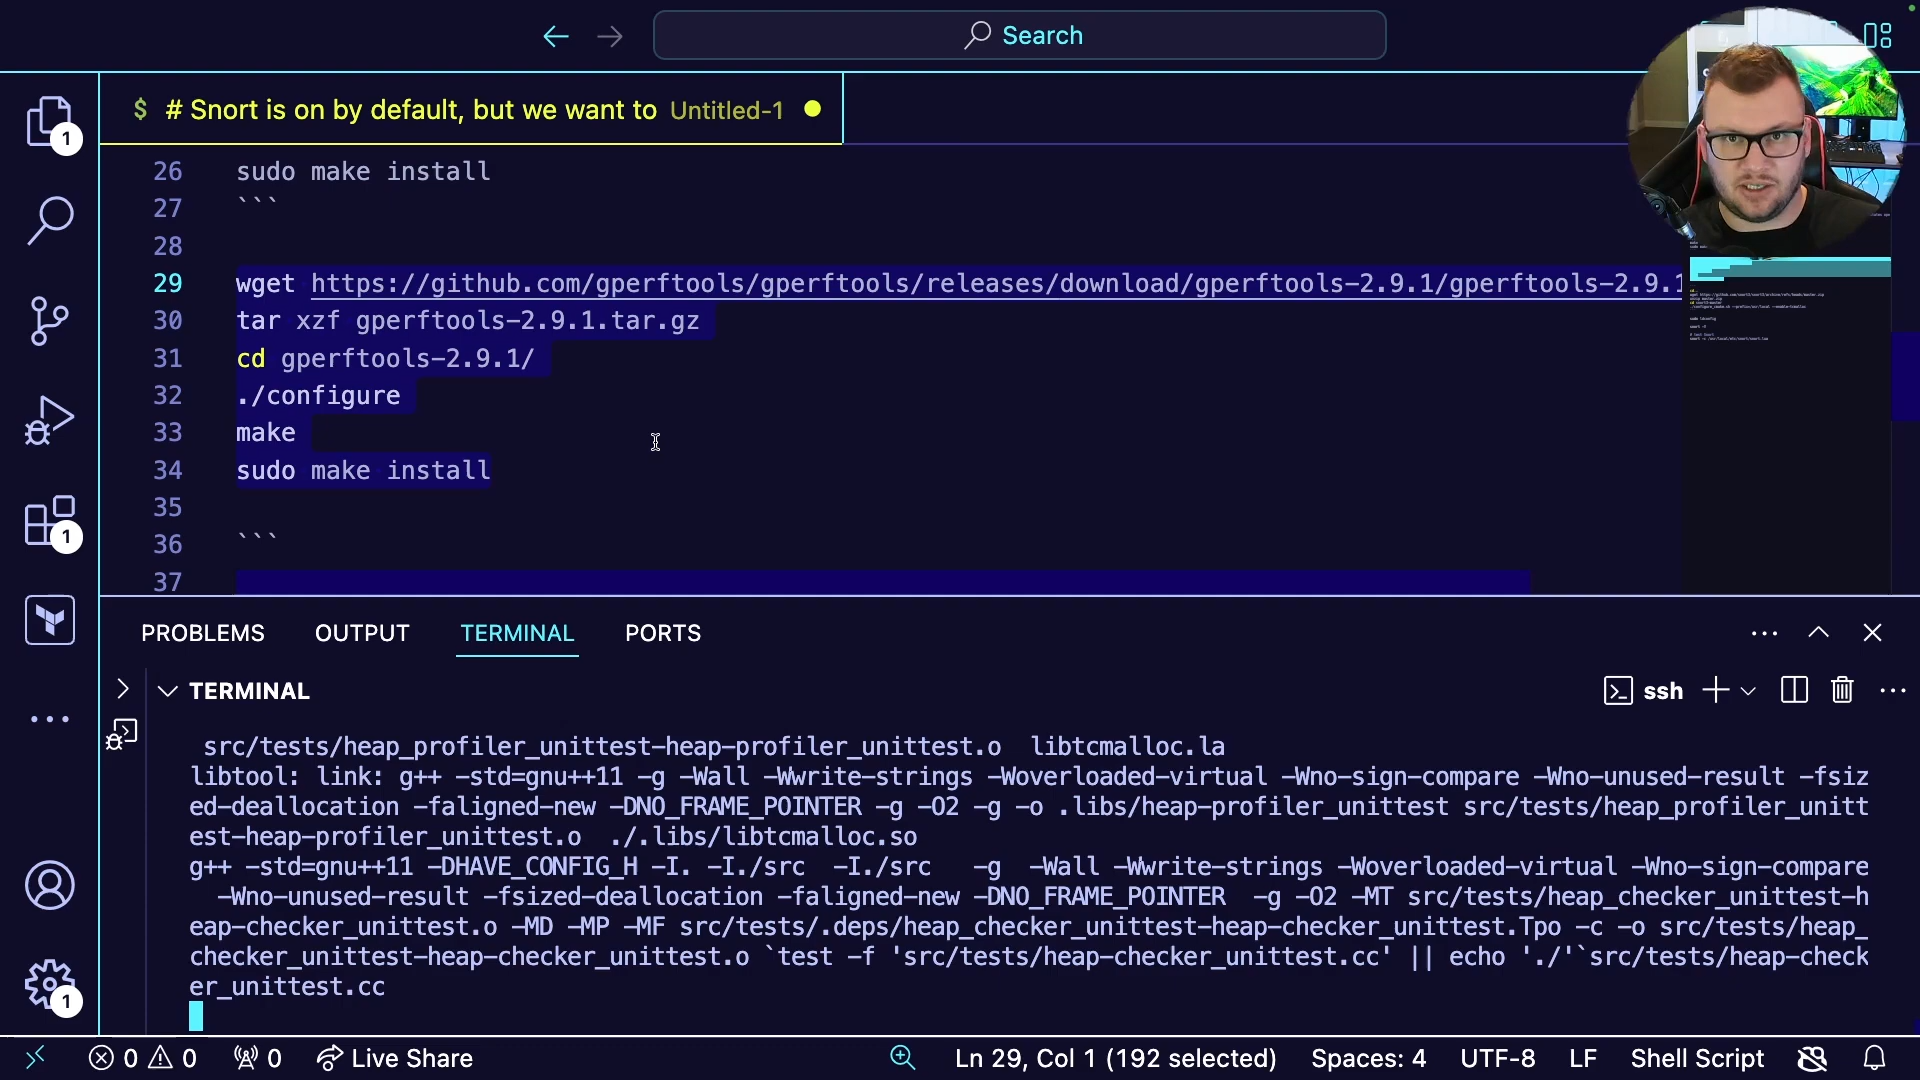 Search
$ # Snort is on by default, but we want to Untitled-1
1
26 sudo make install
27 ```
28
29 wget https://github.com/gperftools/gperftools/releases/download/gperftools-2.9.1/gperftools-2.9.1
30 tar xzf gperftools-2.9.1.tar.gz
31 cd gperftools-2.9.1/
32 ./configure
33 make
34 sudo make install
35
36 ```
37
1
PROBLEMS OUTPUT TERMINAL PORTS
TERMINAL
ssh
src/tests/heap_profiler_unittest-heap-profiler_unittest.o  libtcmalloc.la
libtool: link: g++ -std=gnu++11 -g -Wall -Wwrite-strings -Woverloaded-virtual -Wno-sign-compare -Wno-unused-result -fsiz
ed-deallocation -faligned-new -DNO_FRAME_POINTER -g -O2 -g -o .libs/heap-profiler_unittest src/tests/heap_profiler_unitt
est-heap-profiler_unittest.o  ./.libs/libtcmalloc.so
g++ -std=gnu++11 -DHAVE_CONFIG_H -I. -I./src  -I./src   -g  -Wall -Wwrite-strings -Woverloaded-virtual -Wno-sign-compare
-Wno-unused-result -fsized-deallocation -faligned-new -DNO_FRAME_POINTER  -g -O2 -MT src/tests/heap_checker_unittest-h
eap-checker_unittest.o -MD -MP -MF src/tests/.deps/heap_checker_unittest-heap-checker_unittest.Tpo -c -o src/tests/heap_
checker_unittest-heap-checker_unittest.o `test -f 'src/tests/heap-checker_unittest.cc' || echo './'`src/tests/heap-check
er_unittest.cc
1
0 0 0 Live Share Ln 29, Col 1 (192 selected) Spaces: 4 UTF-8 LF Shell Script